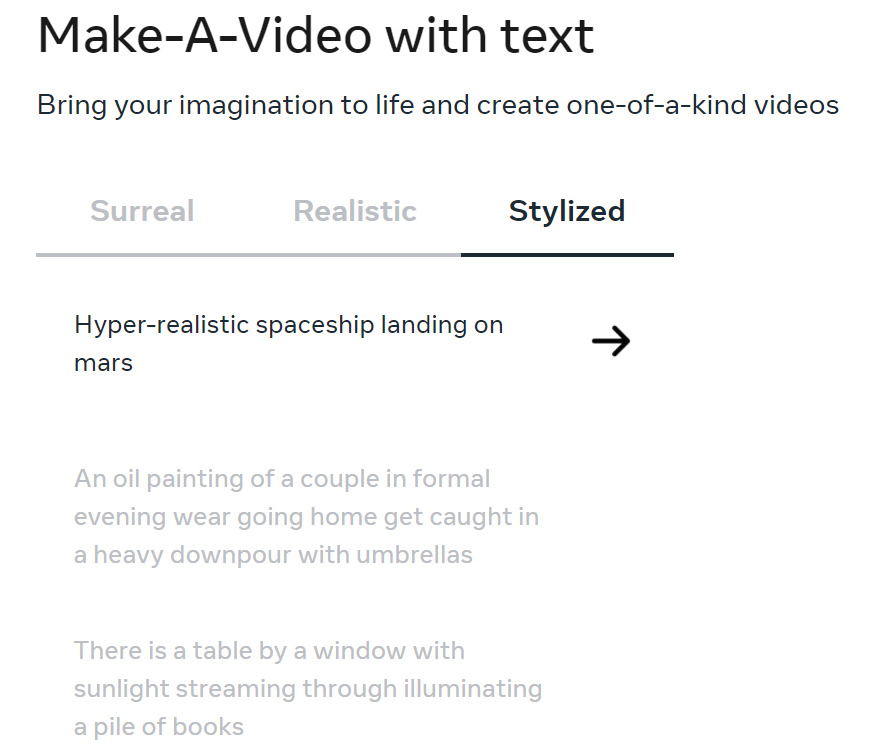 Make-A-Video with text
Bring your imagination to life and create one-of-a-kind videos
Surreal Realistic Stylized
Hyper-realistic spaceship landing on
mars
An oil painting of a couple in formal
evening wear going home get caught in
a heavy downpour with umbrellas
There is a table by a window with
sunlight streaming through illuminating
a pile of books